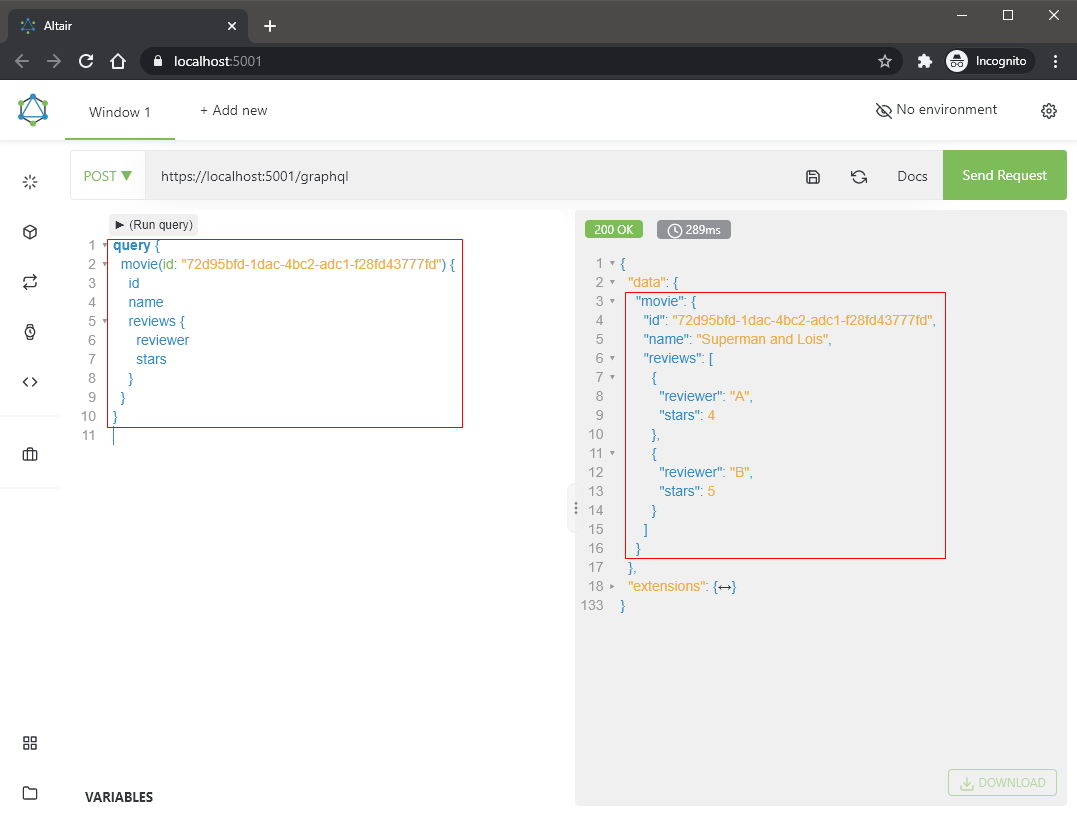 Altair
localhost:5001
Incognito
Window 1
+ Add new
No environment
POST ▼
https://localhost:5001/graphql
Docs
Send Request
▶ (Run query)
1 query {
2 movie(id: "72d95bfd-1dac-4bc2-adc1-f28fd43777fd") {
3 id
4 name
5 reviews {
6 reviewer
7 stars
8 }
9 }
10 }
11
200 OK
289ms
1 {
2 "data": {
3 "movie": {
4 "id": "72d95bfd-1dac-4bc2-adc1-f28fd43777fd",
5 "name": "Superman and Lois",
6 "reviews": [
7 {
8 "reviewer": "A",
9 "stars": 4
10 },
11 {
12 "reviewer": "B",
13 "stars": 5
14 }
15 ]
16 }
17 },
18 "extensions": {↔}
133 }
DOWNLOAD
VARIABLES